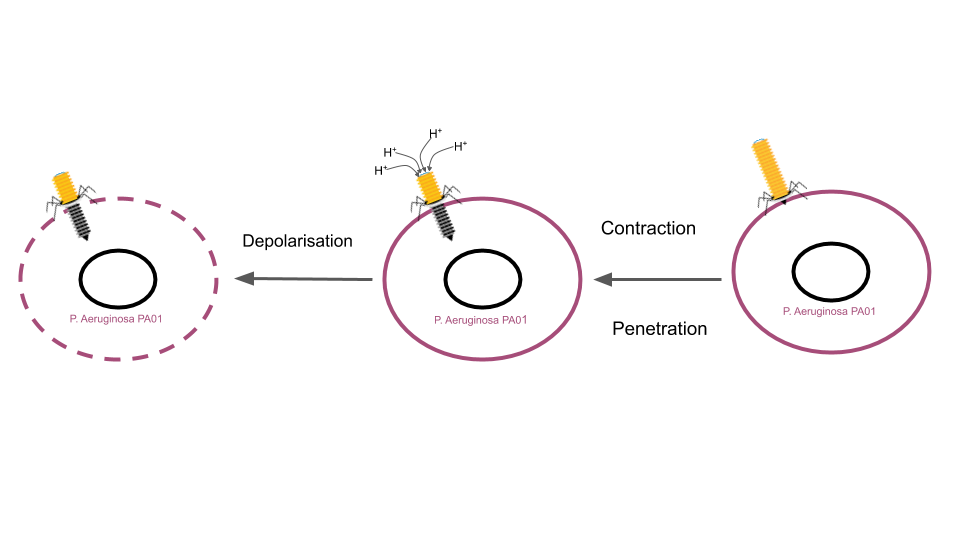 H⁺
H⁺
H⁺
H⁺
Contraction
Depolarisation
Penetration
P. Aeruginosa PA01
P. Aeruginosa PA01
P. Aeruginosa PA01